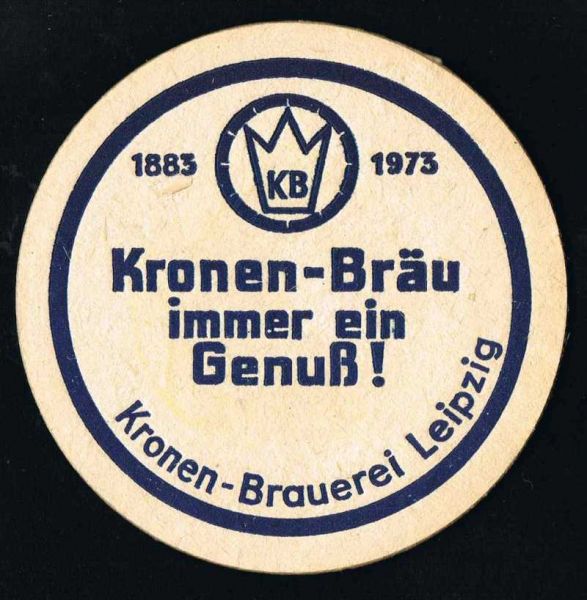 KB
1883 1973
Kronen-Bräu
immer ein
Genuß!
Kronen-Brauerei Leipzig